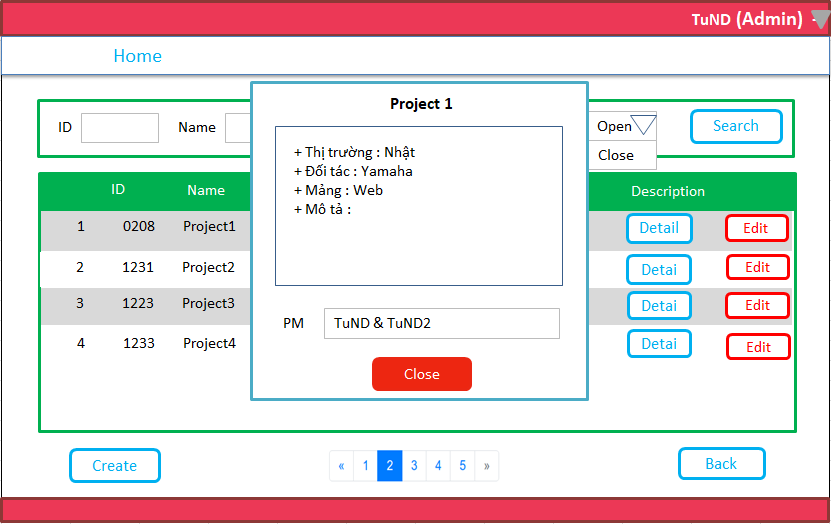 TuND (Admin)
Home
Project 1
ID
Name
Open
Search
Close
+ Thị trường : Nhật
+ Đối tác : Yamaha
+ Mảng : Web
+ Mô tả :
ID Name Description
1 0208 Project1 Detail Edit
2 1231 Project2 Detai Edit
3 1223 Project3 Detai Edit
4 1233 Project4 Detai Edit
PM TuND & TuND2
Close
Create
« 1 2 3 4 5 »
Back